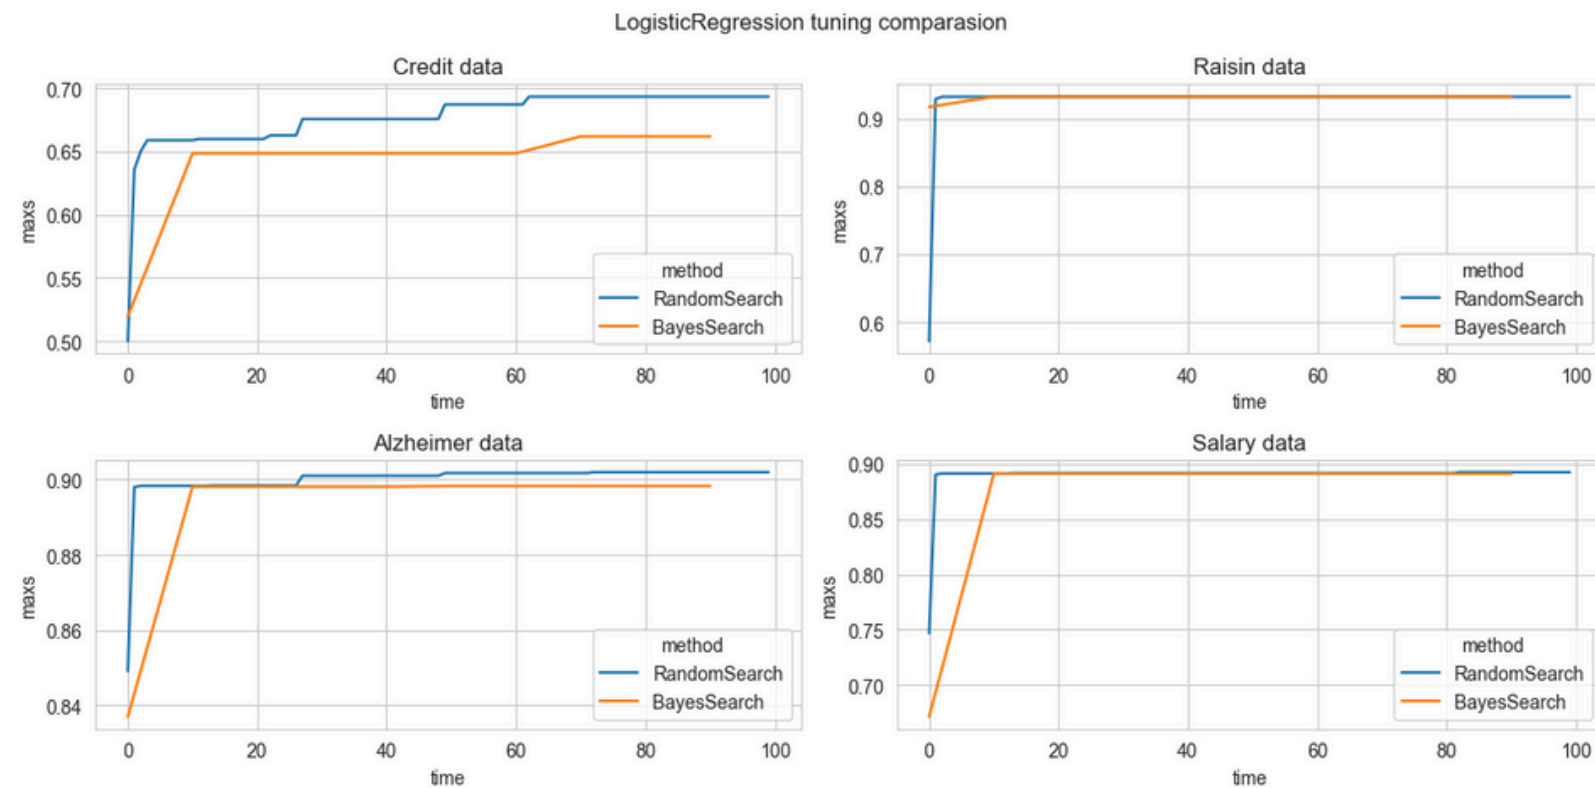 LogisticRegression tuning comparasion
Credit data
0.70
0.65
0.60
0.55
0.50
maxs
0 20 40 60 80 100
time
method
RandomSearch
BayesSearch
Raisin data
0.9
0.8
0.7
0.6
maxs
0 20 40 60 80 100
time
method
RandomSearch
BayesSearch
Alzheimer data
0.90
0.88
0.86
0.84
maxs
0 20 40 60 80 100
time
method
RandomSearch
BayesSearch
Salary data
0.90
0.85
0.80
0.75
0.70
maxs
0 20 40 60 80 100
time
method
RandomSearch
BayesSearch